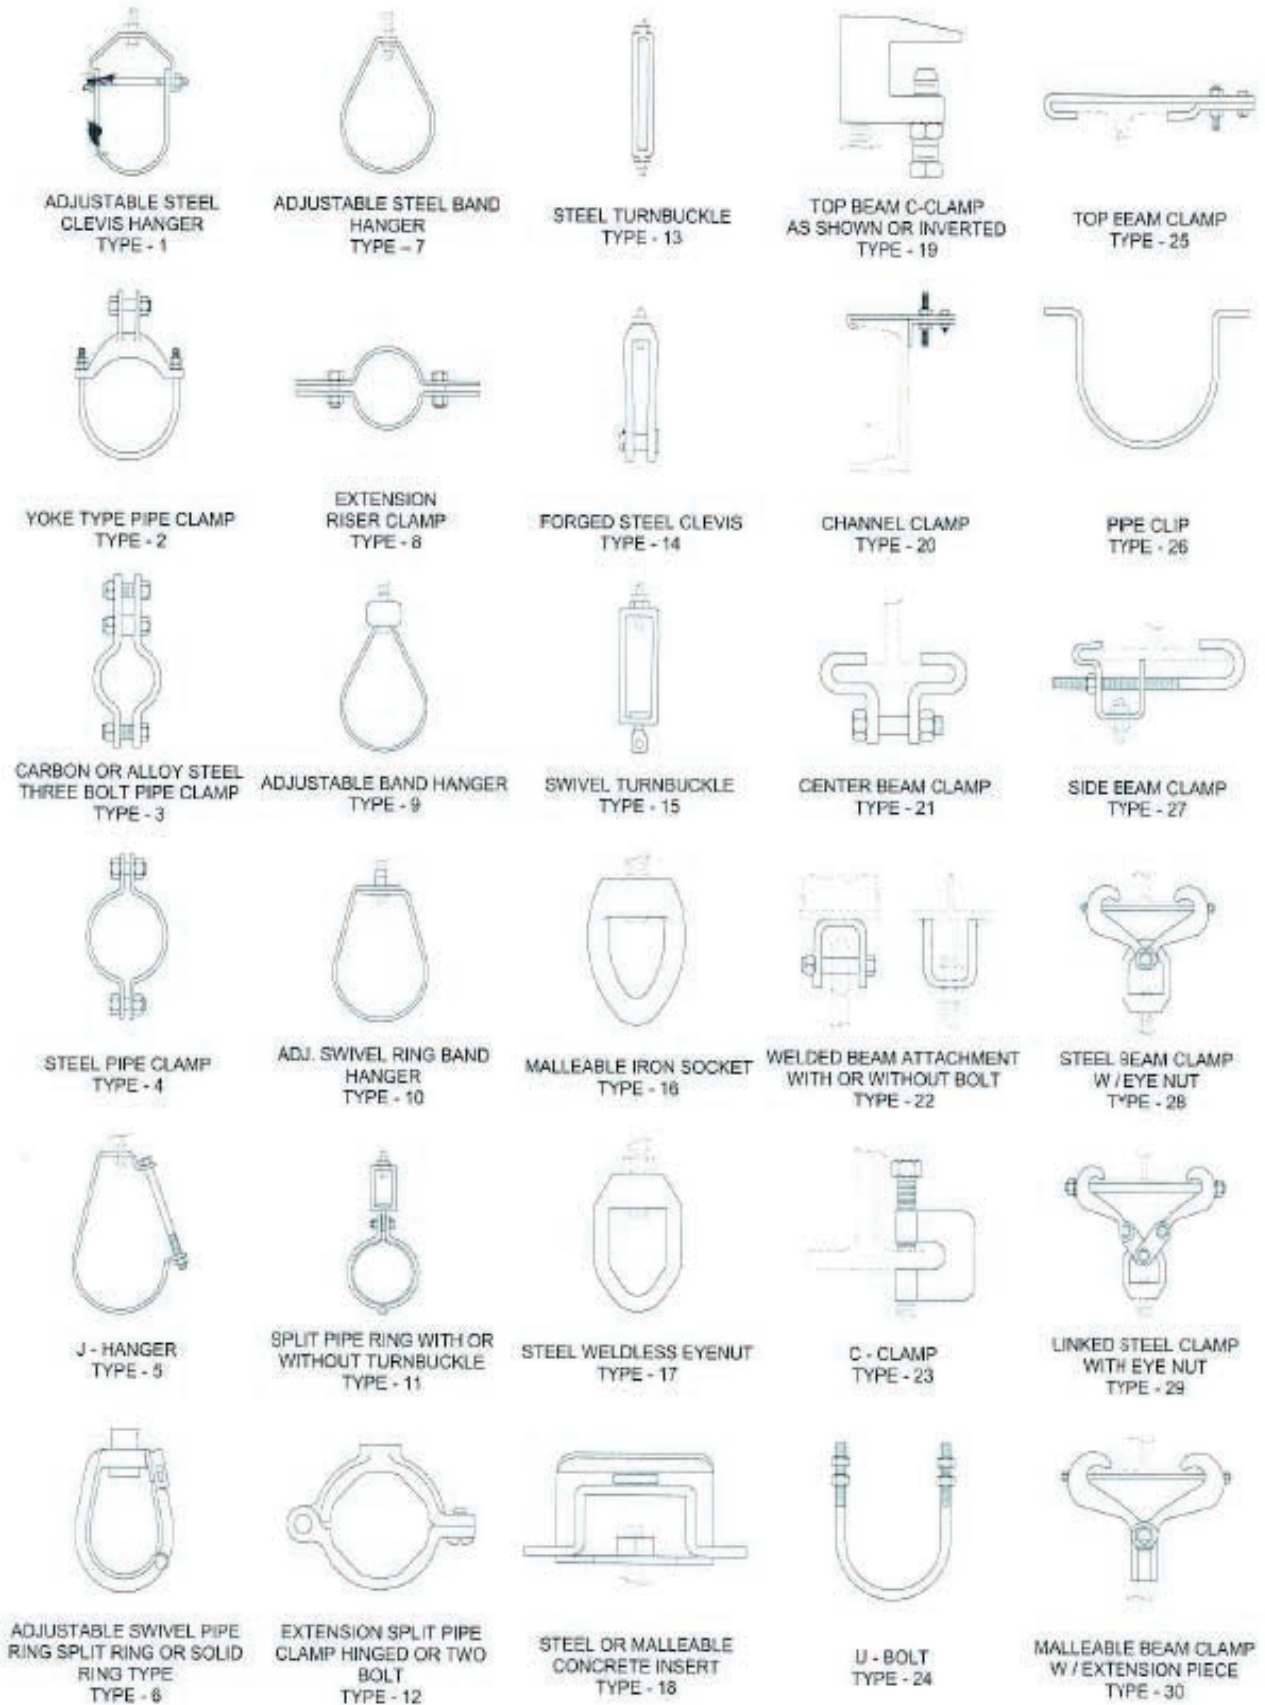 ADJUSTABLE STEEL
CLEVIS HANGER
TYPE - 1
ADJUSTABLE STEEL BAND
HANGER
TYPE - 7
STEEL TURNBUCKLE
TYPE - 13
TOP BEAM C-CLAMP
AS SHOWN OR INVERTED
TYPE - 19
TOP BEAM CLAMP
TYPE - 25
YOKE TYPE PIPE CLAMP
TYPE - 2
EXTENSION
RISER CLAMP
TYPE - 8
FORGED STEEL CLEVIS
TYPE - 14
CHANNEL CLAMP
TYPE - 20
PIPE CLIP
TYPE - 26
CARBON OR ALLOY STEEL
THREE BOLT PIPE CLAMP
TYPE - 3
ADJUSTABLE BAND HANGER
TYPE - 9
SWIVEL TURNBUCKLE
TYPE - 15
CENTER BEAM CLAMP
TYPE - 21
SIDE BEAM CLAMP
TYPE - 27
STEEL PIPE CLAMP
TYPE - 4
ADJ. SWIVEL RING BAND
HANGER
TYPE - 10
MALLEABLE IRON SOCKET
TYPE - 16
WELDED BEAM ATTACHMENT
WITH OR WITHOUT BOLT
TYPE - 22
STEEL BEAM CLAMP
W / EYE NUT
TYPE - 28
J - HANGER
TYPE - 5
SPLIT PIPE RING WITH OR
WITHOUT TURNBUCKLE
TYPE - 11
STEEL WELDLESS EYENUT
TYPE - 17
C - CLAMP
TYPE - 23
LINKED STEEL CLAMP
WITH EYE NUT
TYPE - 29
ADJUSTABLE SWIVEL PIPE
RING SPLIT RING OR SOLID
RING TYPE
TYPE - 6
EXTENSION SPLIT PIPE
CLAMP HINGED OR TWO
BOLT
TYPE - 12
STEEL OR MALLEABLE
CONCRETE INSERT
TYPE - 18
U - BOLT
TYPE - 24
MALLEABLE BEAM CLAMP
W / EXTENSION PIECE
TYPE - 30